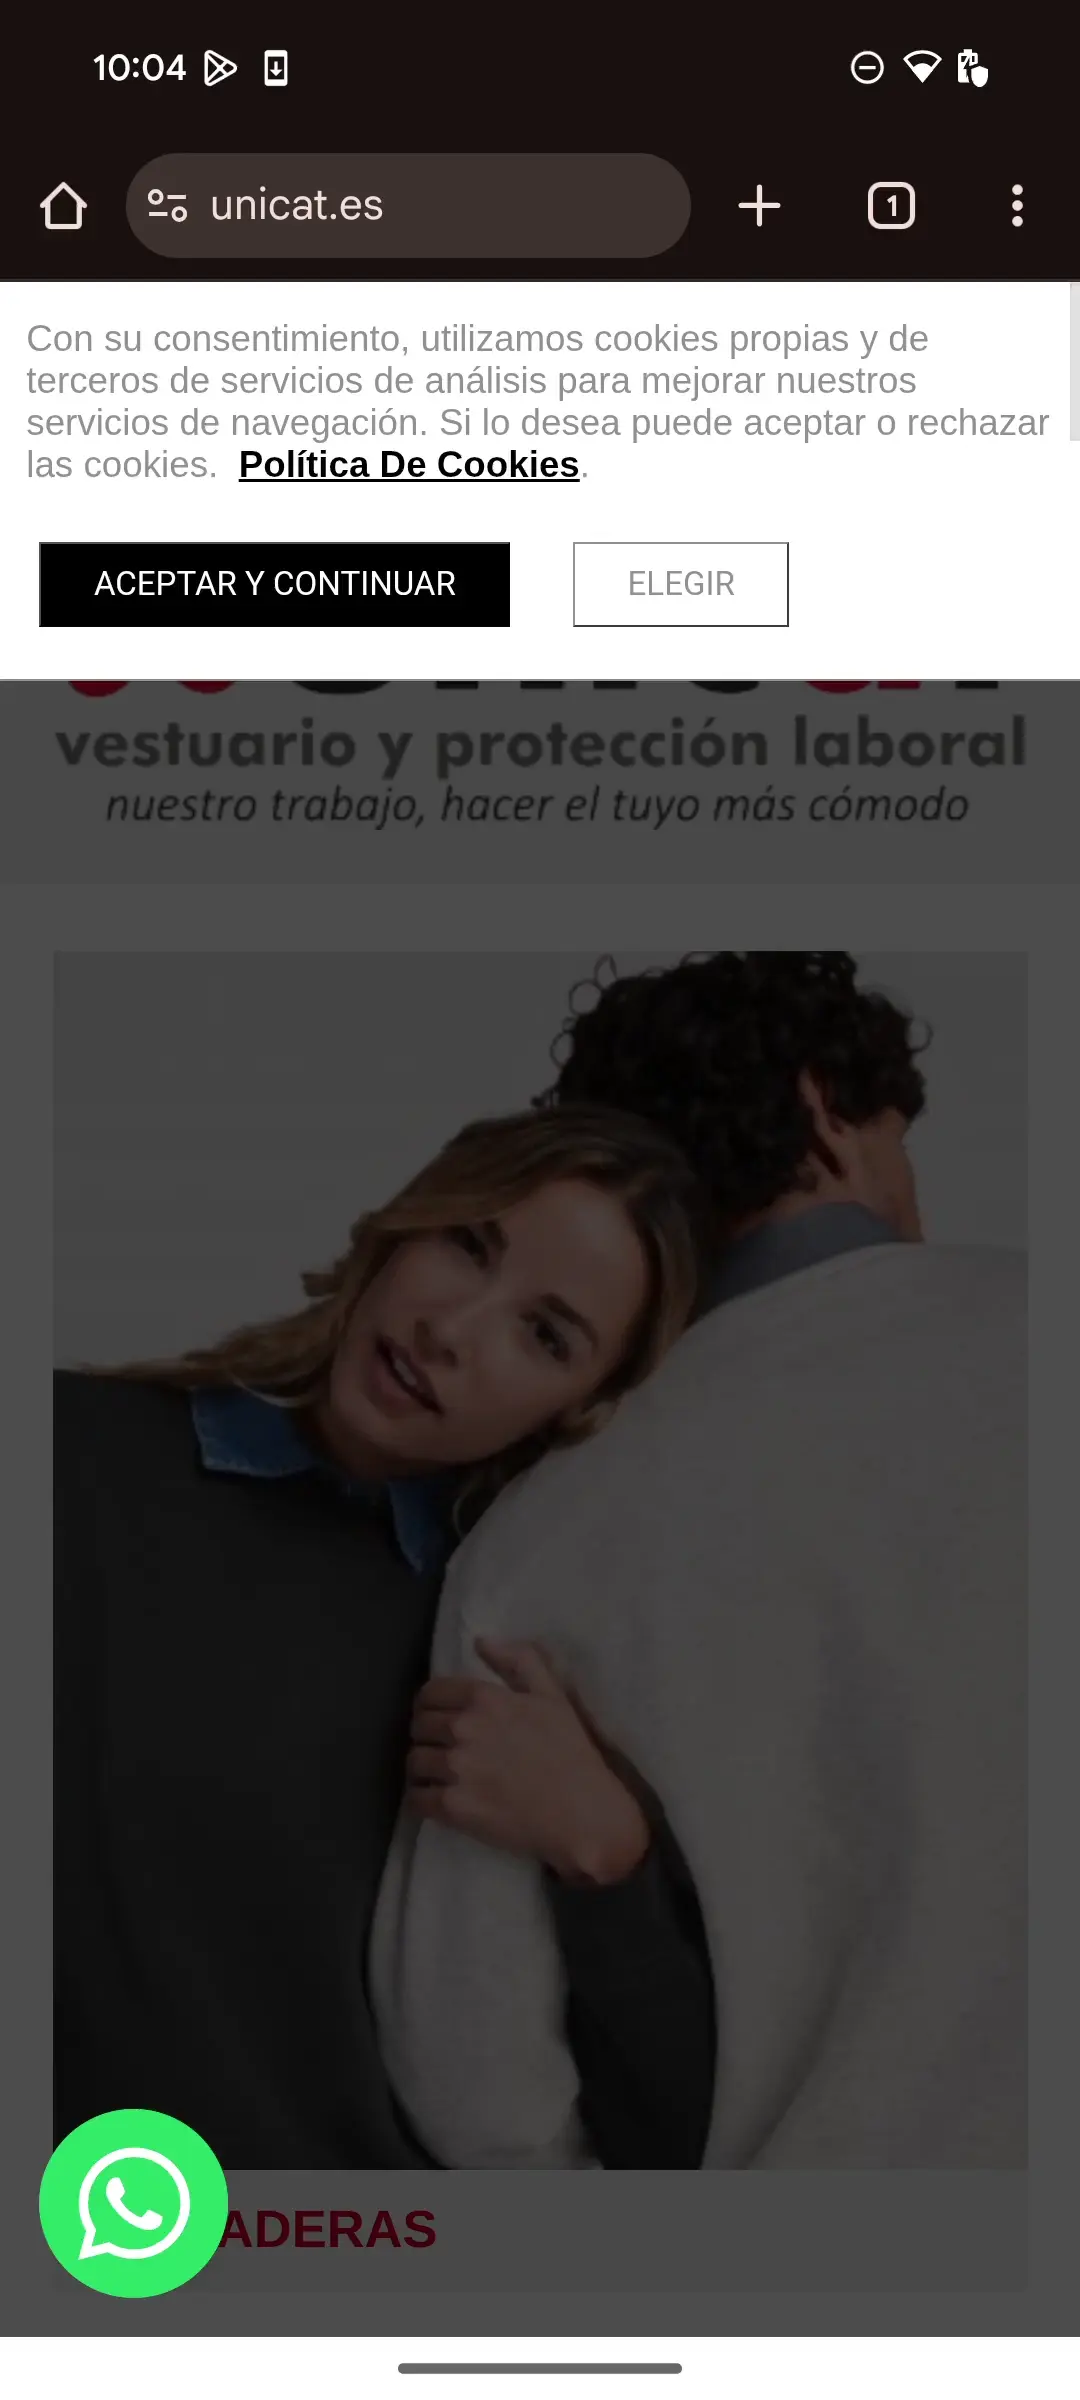 10:04
unicat.es
1
Con su consentimiento, utilizamos cookies propias y de
terceros de servicios de análisis para mejorar nuestros
servicios de navegación. Si lo desea puede aceptar o rechazar
las cookies. Política De Cookies.
ACEPTAR Y CONTINUAR
ELEGIR
vestuario y protección laboral
nuestro trabajo, hacer el tuyo más cómodo
ADERAS